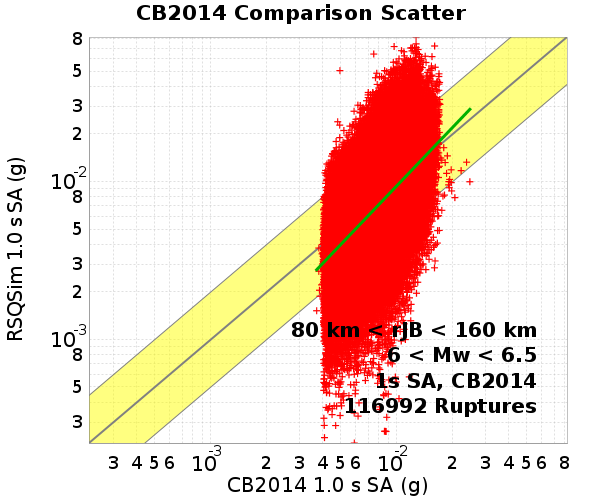 CB2014 Comparison Scatter
8
5
3
2
10⁻²
8
5
3
2
10⁻³
8
5
3
RSQSim 1.0 s SA (g)
80 km < rJB < 160 km
6 < Mw < 6.5
1s SA, CB2014
116992 Ruptures
3 4 5 6 10⁻³ 2 3 4 5 6 10⁻² 2 3 4 5 6 8
CB2014 1.0 s SA (g)